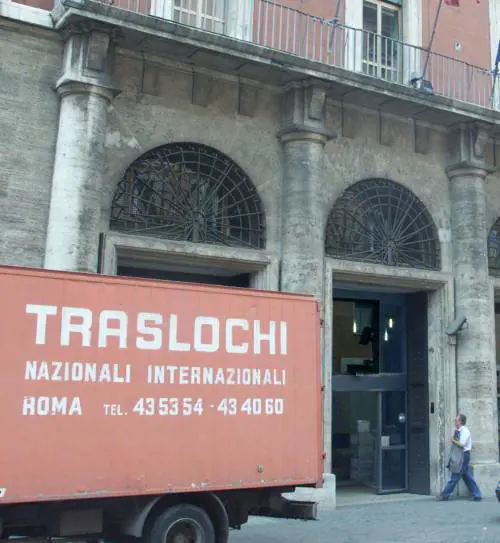 TRASLOCHI
NAZIONALI INTERNAZIONALI
ROMA TEL. 43 53 54 - 43 40 60